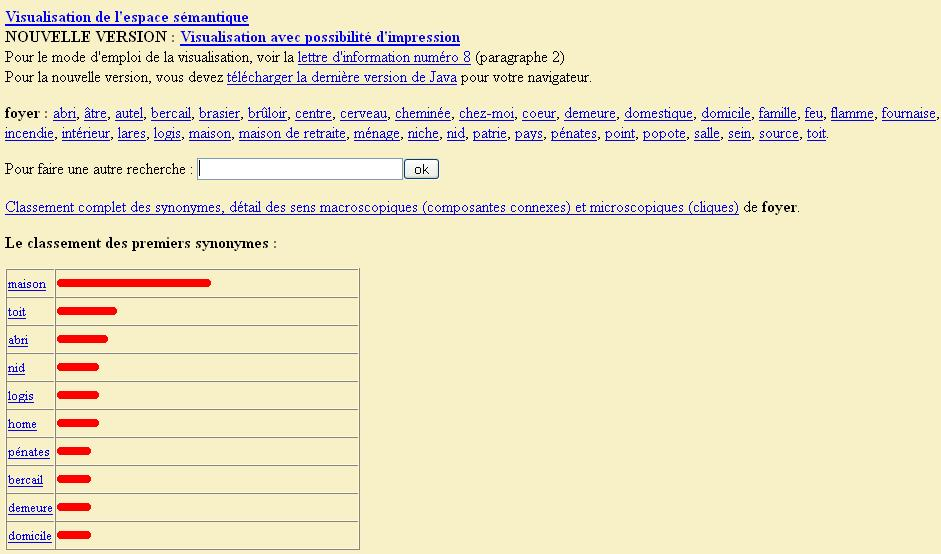 Visualisation de l'espace sémantique
NOUVELLE VERSION : Visualisation avec possibilité d'impression
Pour le mode d'emploi de la visualisation, voir la lettre d'information numéro 8 (paragraphe 2)
Pour la nouvelle version, vous devez télécharger la dernière version de Java pour votre navigateur.
foyer : abri, âtre, autel, bercail, brasier, brûloir, centre, cerveau, cheminée, chez-moi, coeur, demeure, domestique, domicile, famille, feu, flamme, fournaise,
incendie, intérieur, lares, logis, maison, maison de retraite, ménage, niche, nid, patrie, pays, pénates, point, popote, salle, sein, source, toit.
Pour faire une autre recherche : ok
Classement complet des synonymes, détail des sens macroscopiques (composantes connexes) et microscopiques (cliques) de foyer.
Le classement des premiers synonymes :
maison
toit
abri
nid
logis
home
pénates
bercail
demeure
domicile